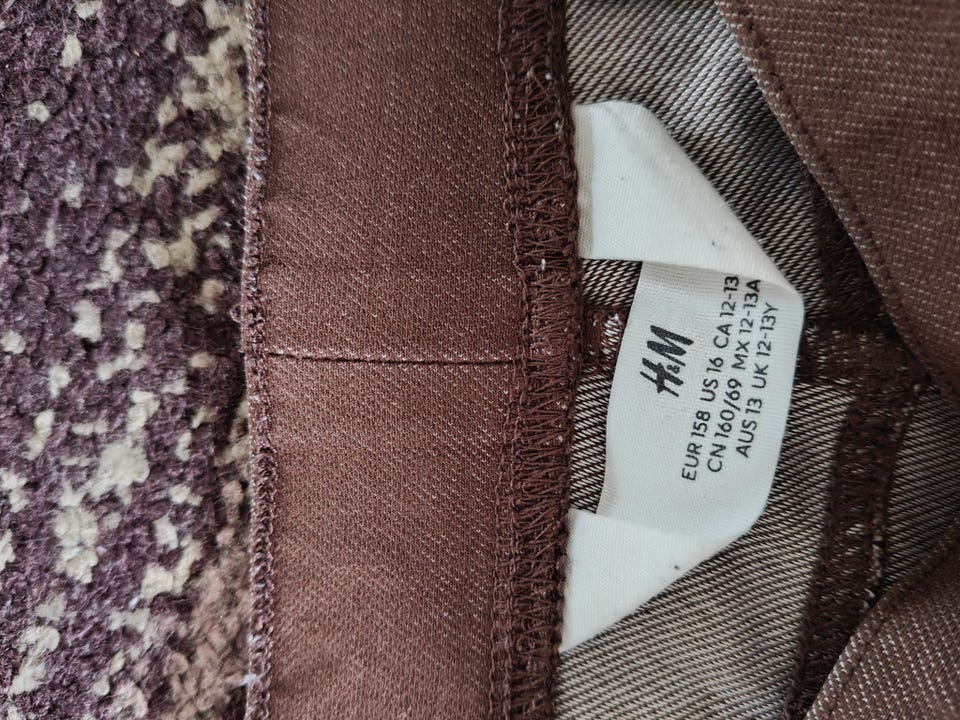 H&M
EUR 158 US 16 CA 12-13
CN 160/69 MX 12-13A
AUS 13 UK 12-13Y